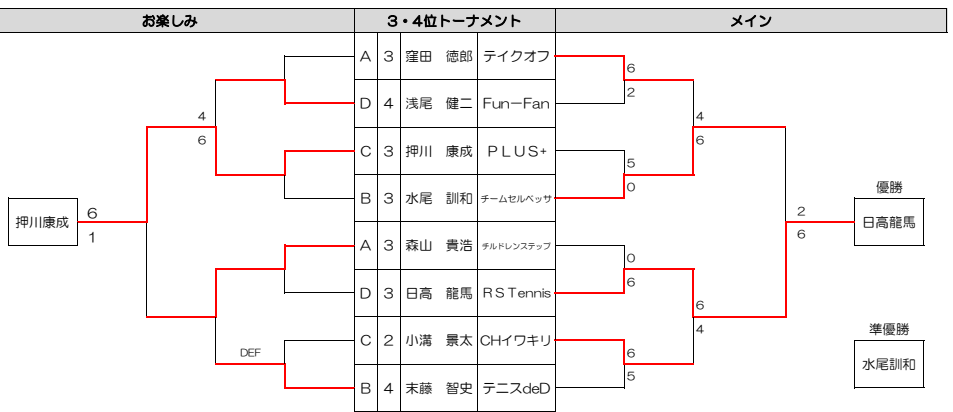 お楽しみ 3・4位トーナメント メイン
A 3 窪田 徳郎 テイクオフ
6
D 4 浅尾 健二 Fun－Fan 2
4 4
6 C 3 押川 康成 PLUS+ 6
5
0
B 3 水尾 訓和 チームセルベッサ 優勝
押川康成 6 2 日高龍馬
1 6
A 3 森山 貴浩 チルドレンステップ
0
D 3 日高 龍馬 RSTennis 6
6
4 準優勝
C 2 小溝 景太 CHイワキリ
DEF 6 水尾訓和
5
B 4 末藤 智史 テニスdeD